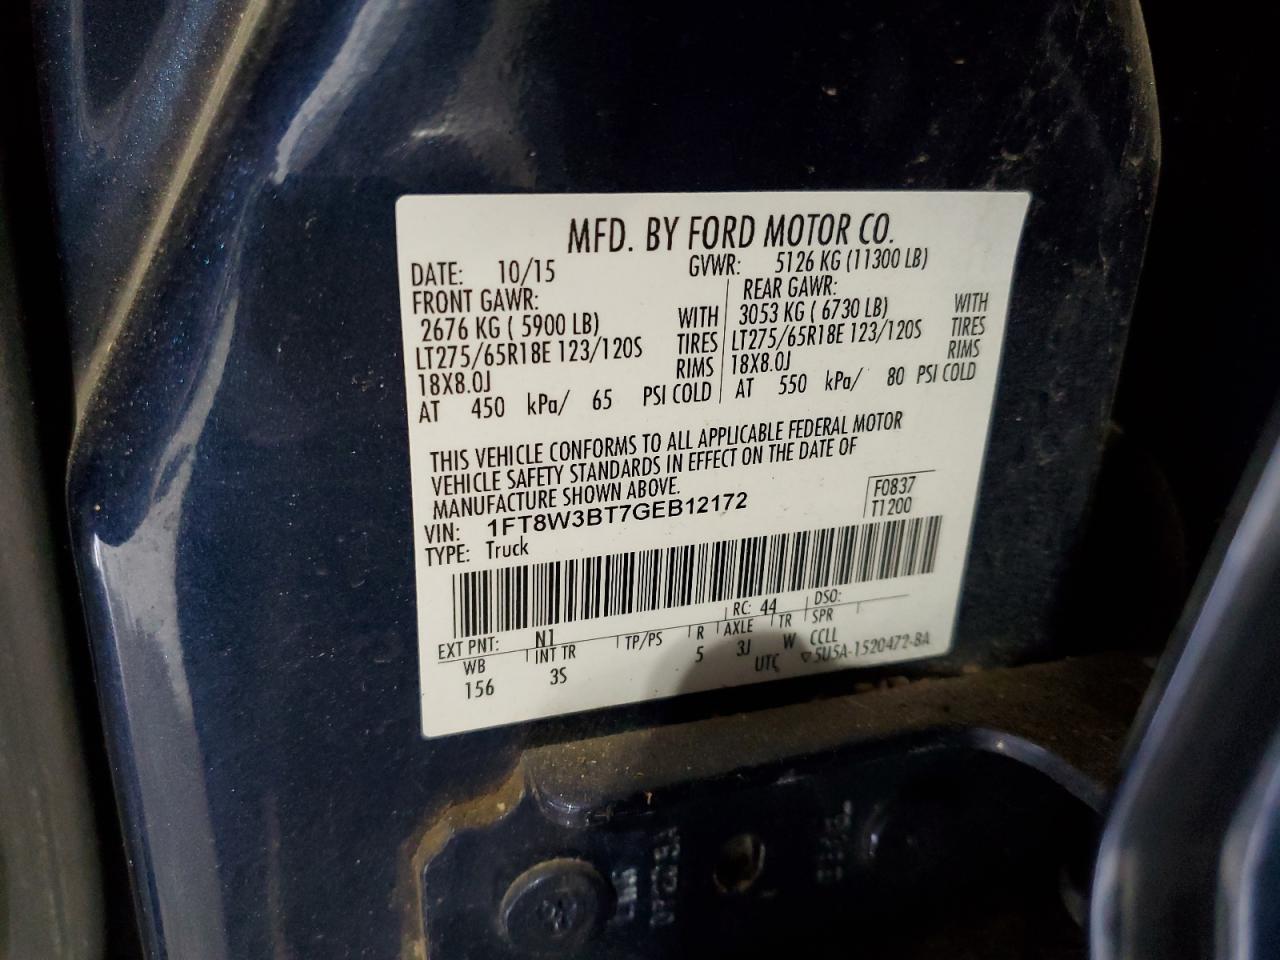 MFD. BY FORD MOTOR CO.
DATE: 10/15 GVWR: 5126 KG (11300 LB)
FRONT GAWR: REAR GAWR:
2676 KG ( 5900 LB) WITH 3053 KG ( 6730 LB) WITH
LT275/65R18E 123/120S TIRES LT275/65R18E 123/120S TIRES
18X8.0J RIMS 18X8.0J RIMS
AT 450 kPa/ 65 PSI COLD AT 550 kPa/ 80 PSI COLD
THIS VEHICLE CONFORMS TO ALL APPLICABLE FEDERAL MOTOR
VEHICLE SAFETY STANDARDS IN EFFECT ON THE DATE OF
MANUFACTURE SHOWN ABOVE.
VIN: 1FT8W3BT7GEB12172 F0837
TYPE: Truck T1200
EXT PNT: N1 RC: 44 DSO:
WB INT TR TP/PS R AXLE TR SPR
156 3S 5 3J W CCLL
UTC 5U5A-1520472-BA